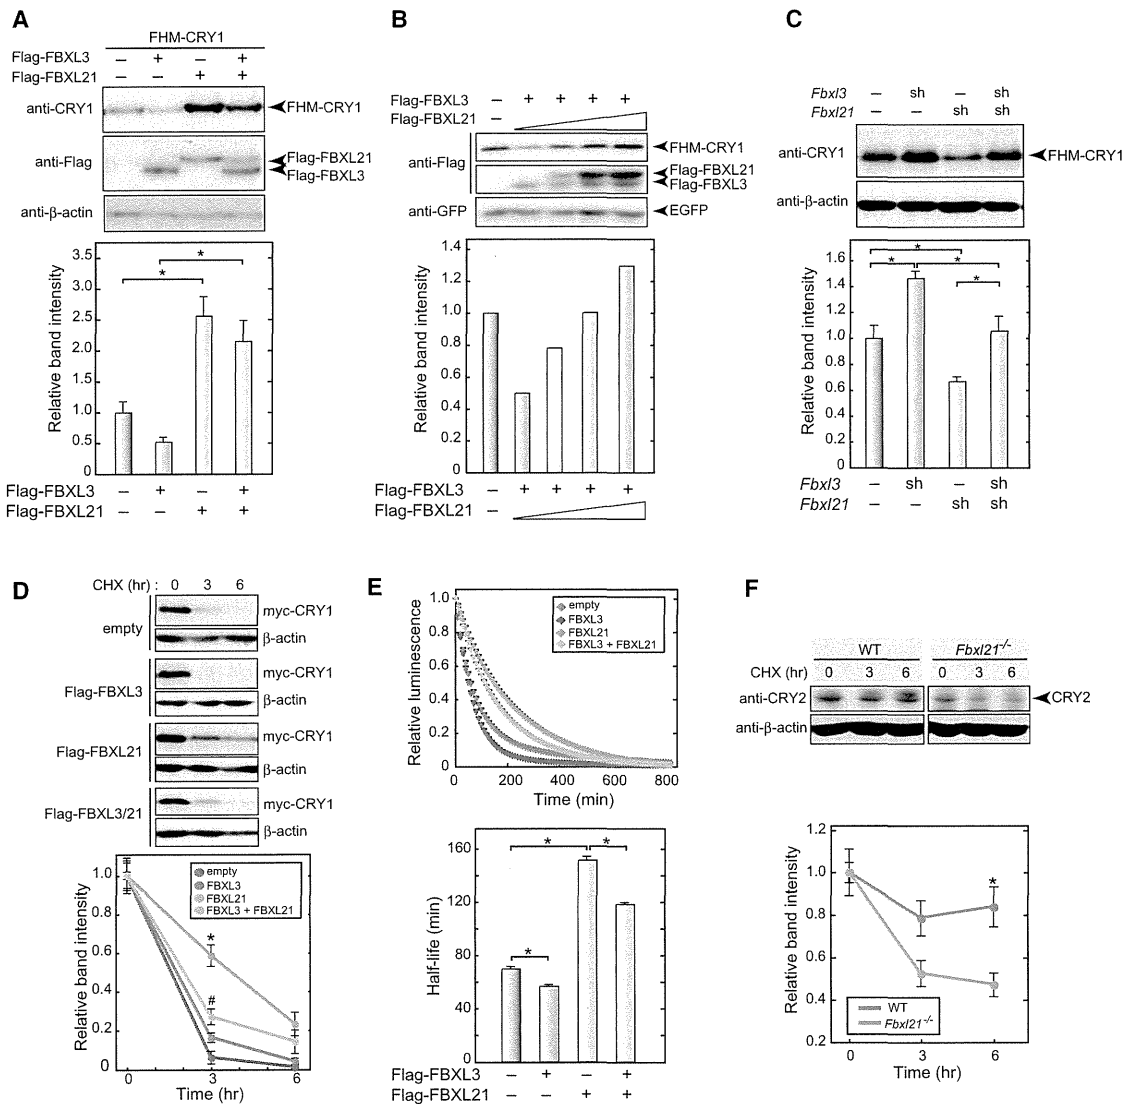 A
FHM-CRY1
Flag-FBXL3 – + – +
Flag-FBXL21 – – + +
anti-CRY1
FHM-CRY1
anti-Flag
Flag-FBXL21
Flag-FBXL3
anti-β-actin
Relative band intensity
3.5
3.0
2.5
2.0
1.5
1.0
0.5
0
*
*
Flag-FBXL3 – + – +
Flag-FBXL21 – – + +
B
Flag-FBXL3 – + + + +
Flag-FBXL21 –
anti-Flag
FHM-CRY1
Flag-FBXL21
Flag-FBXL3
anti-GFP
EGFP
Relative band intensity
1.4
1.2
1.0
0.8
0.6
0.4
0.2
0
Flag-FBXL3 – + + + +
Flag-FBXL21 –
C
Fbxl3 – sh – sh
Fbxl21 – – sh sh
anti-CRY1
FHM-CRY1
anti-β-actin
Relative band intensity
1.6
1.4
1.2
1.0
0.8
0.6
0.4
0.2
0
*
*
*
*
Fbxl3 – sh – sh
Fbxl21 – – sh sh
D
CHX (hr) : 0 3 6
empty
myc-CRY1
β-actin
Flag-FBXL3
myc-CRY1
β-actin
Flag-FBXL21
myc-CRY1
β-actin
Flag-FBXL3/21
myc-CRY1
β-actin
Relative band intensity
1.0
0.8
0.6
0.4
0.2
0
empty
FBXL3
FBXL21
FBXL3 + FBXL21
*
#
0 3 6
Time (hr)
E
Relative luminescence
1.0
0.8
0.6
0.4
0.2
0
empty
FBXL3
FBXL21
FBXL3 + FBXL21
0 200 400 600 800
Time (min)
Half-life (min)
160
120
80
60
40
0
*
*
*
Flag-FBXL3 – + – +
Flag-FBXL21 – – + +
F
WT
Fbxl21-/-
CHX (hr) 0 3 6 0 3 6
anti-CRY2
CRY2
anti-β-actin
Relative band intensity
1.2
1.0
0.8
0.6
0.4
0.2
*
WT
Fbxl21-/-
0 3 6
Time (hr)